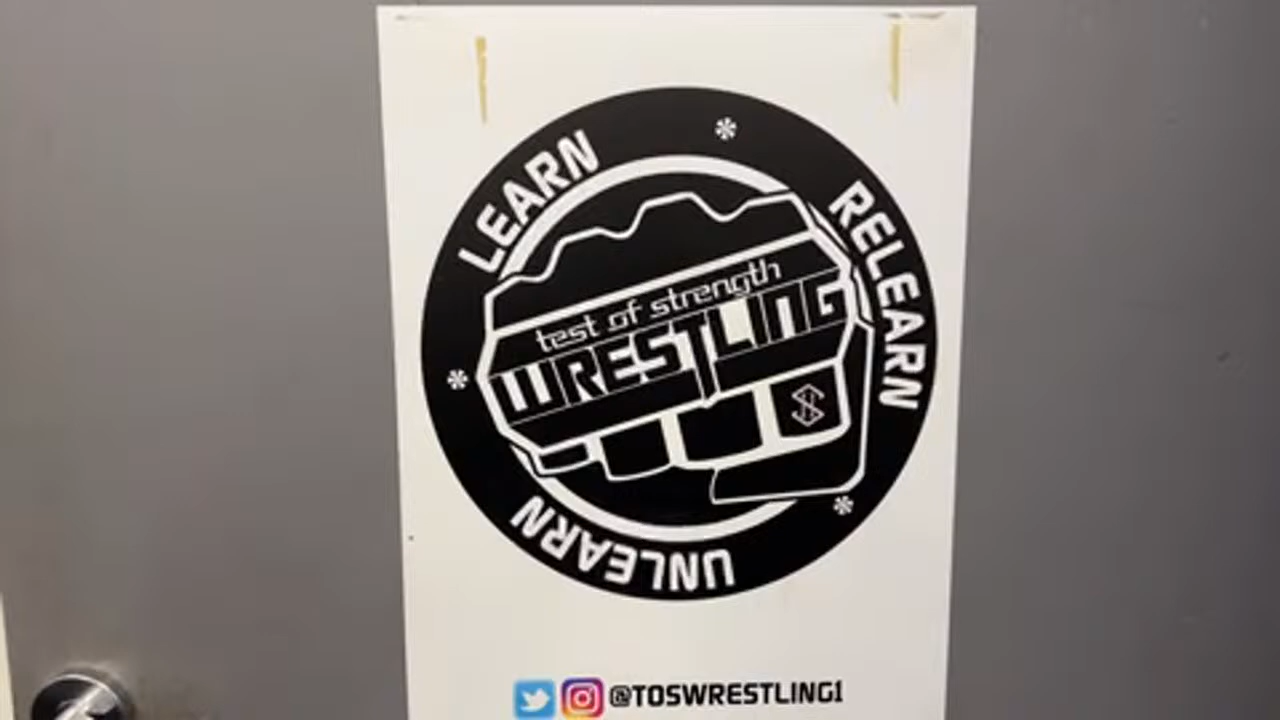 LEARN
RELEARN
test of strength
WRESTLING
UNLEARN
@TOSWRESTLING1